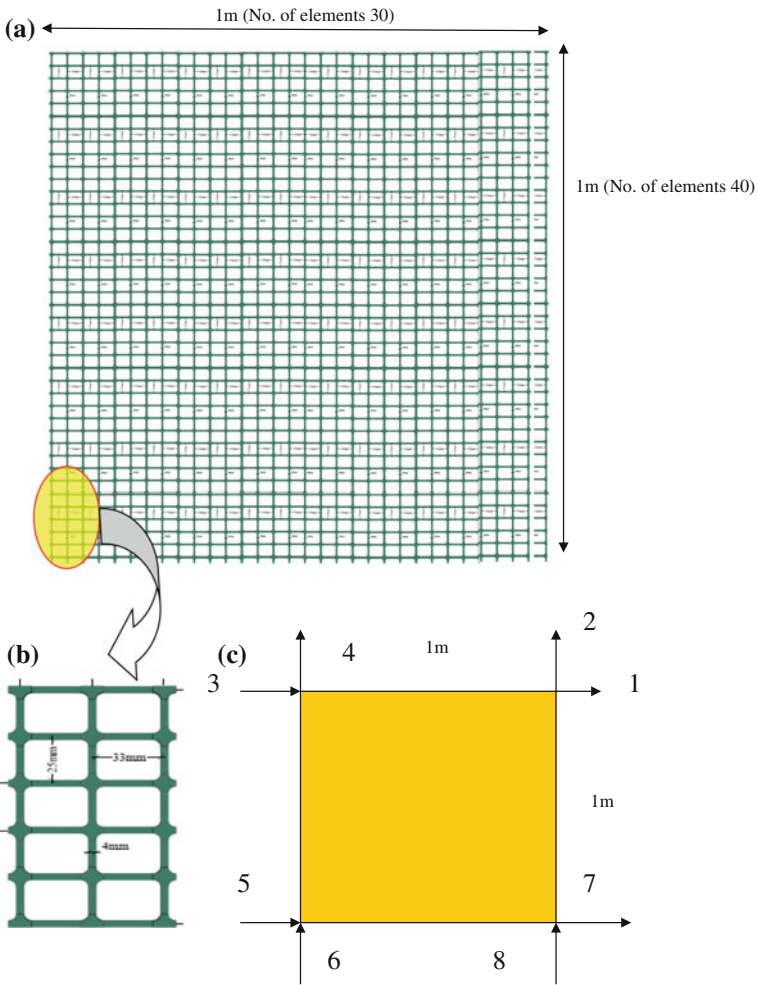 1m (No. of elements 30)
(a)
1m (No. of elements 40)
(b)
(c)
2
4
1m
3
1
25mm
33mm
1m
4mm
5
7
6
8